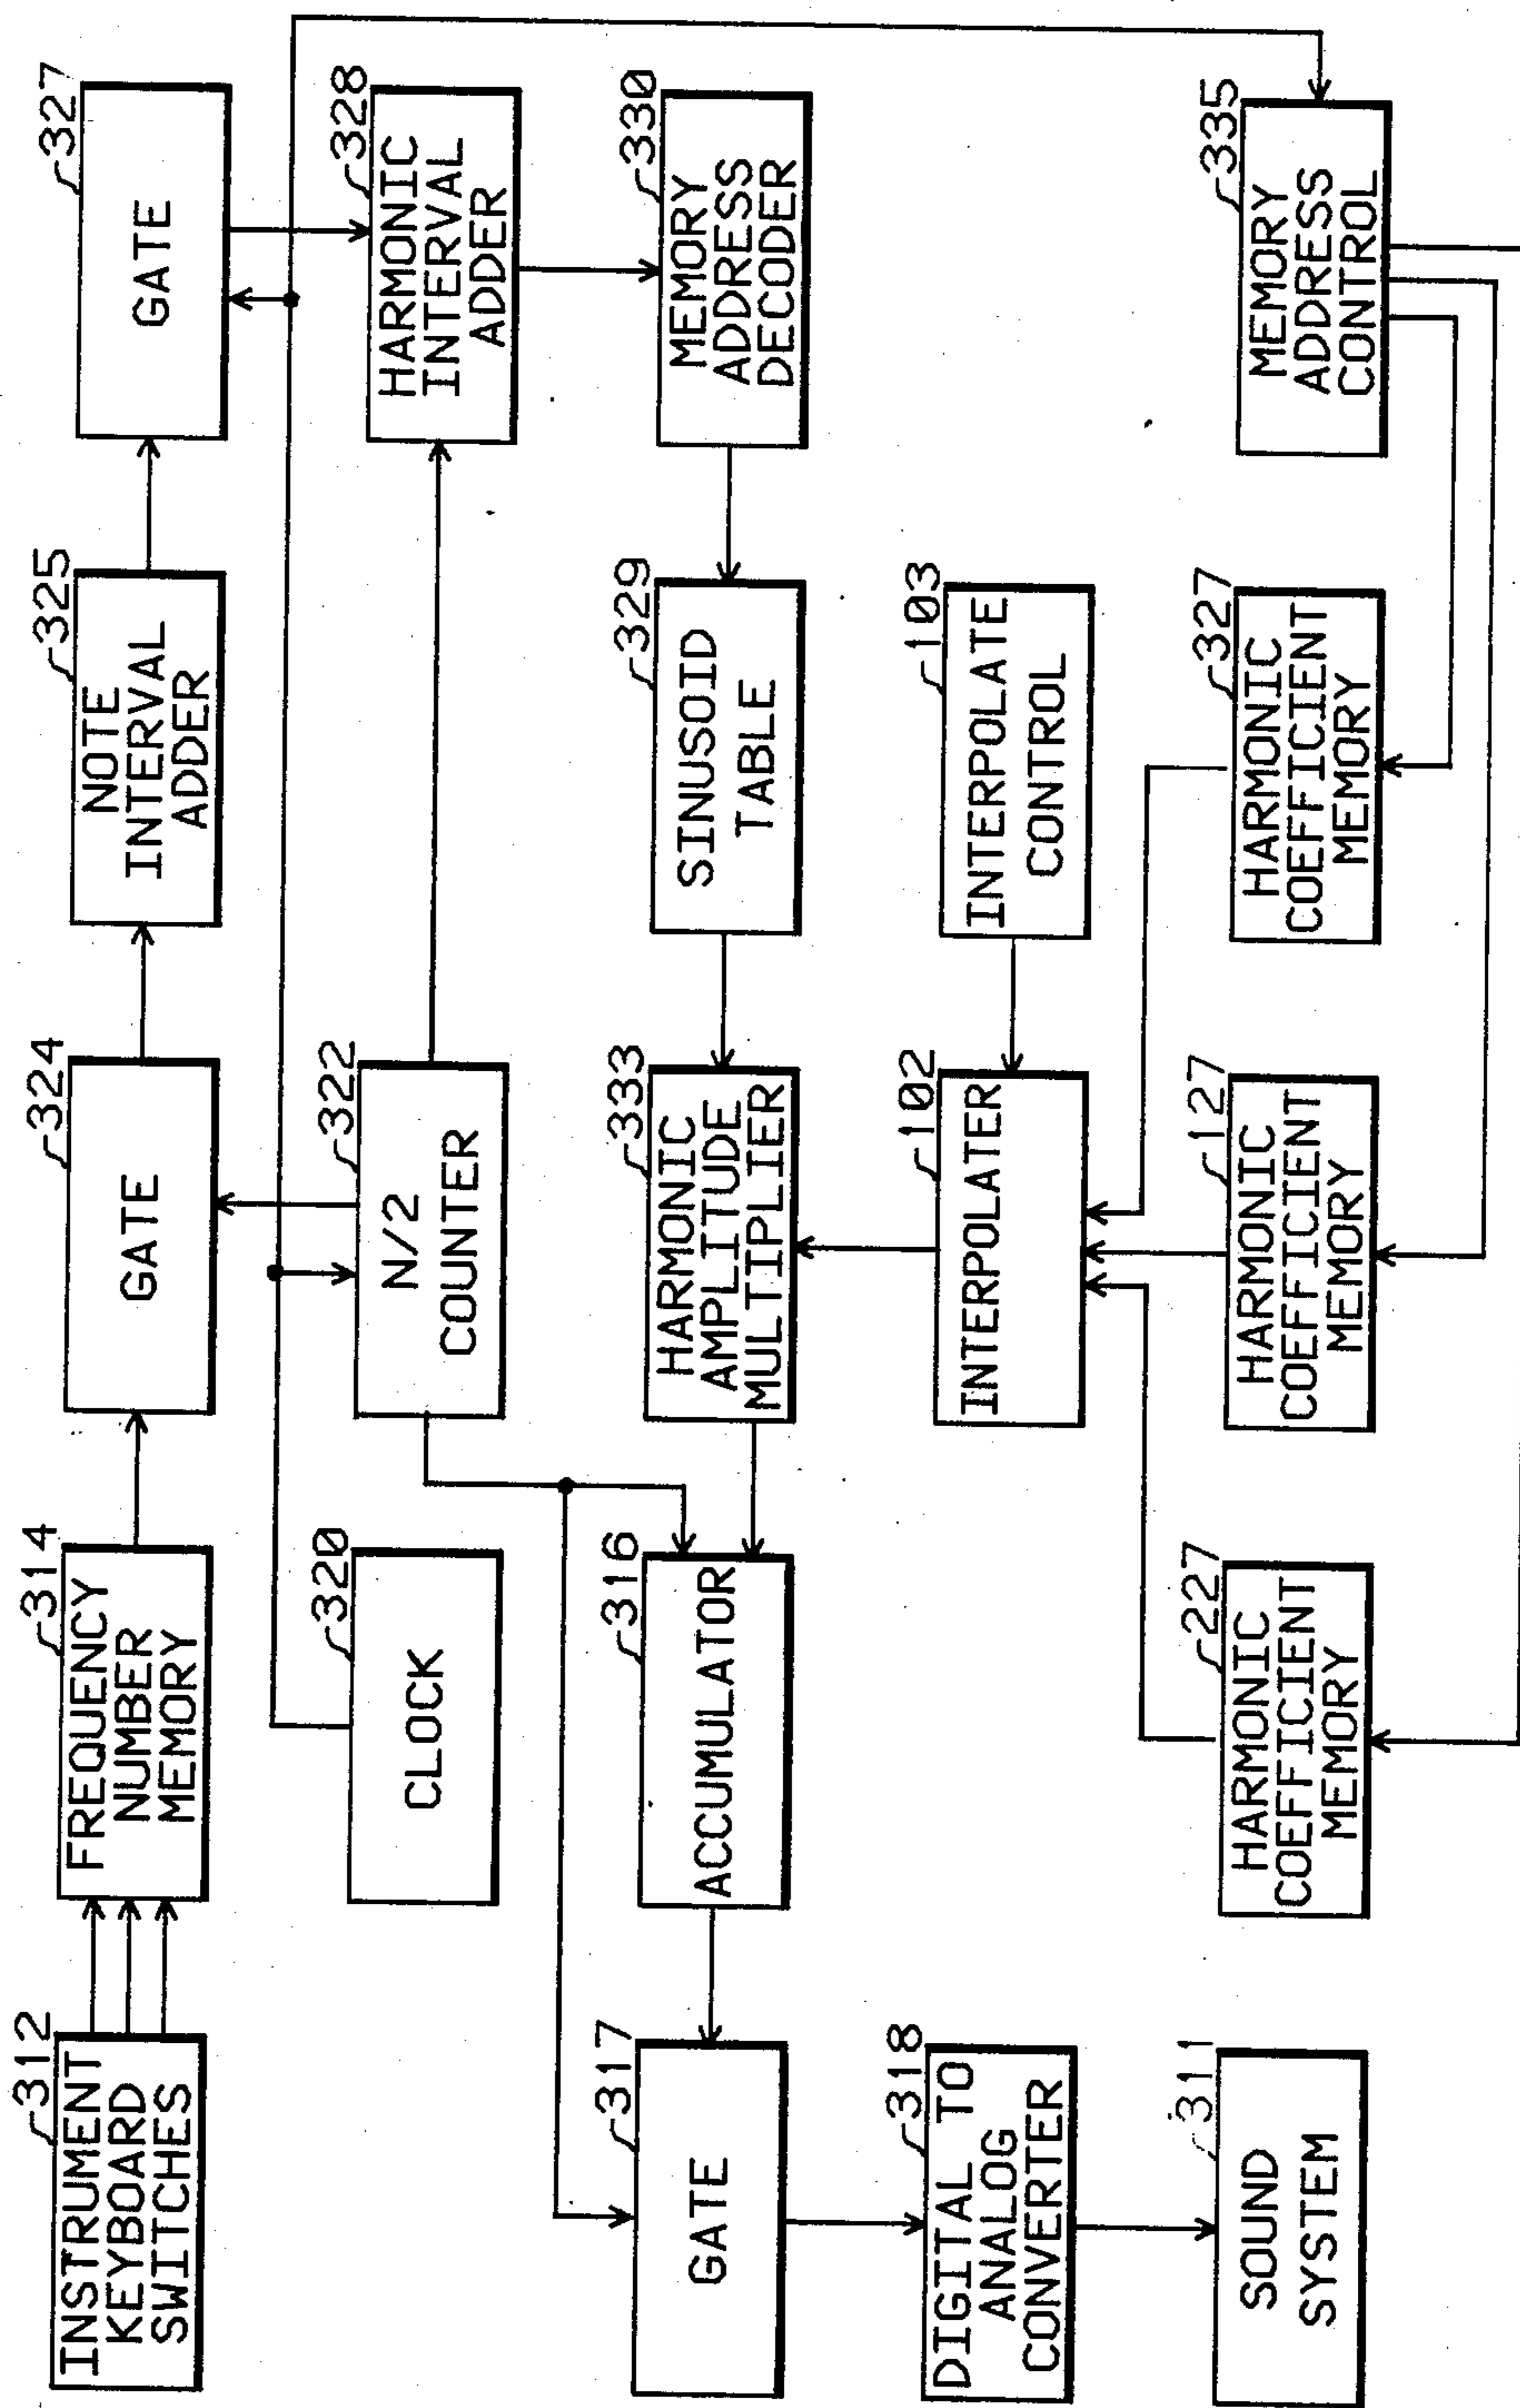 312
INSTRUMENT
KEYBOARD
SWITCHES
314
FREQUENCY
NUMBER
MEMORY
324
GATE
325
NOTE
INTERVAL
ADDER
327
GATE
320
CLOCK
322
N/2
COUNTER
328
HARMONIC
INTERVAL
ADDER
317
GATE
316
ACCUMULATOR
333
HARMONIC
AMPLITUDE
MULTIPLIER
329
SINUSOID
TABLE
330
MEMORY
ADDRESS
DECODER
318
DIGITAL TO
ANALOG
CONVERTER
102
INTERPOLATER
103
INTERPOLATE
CONTROL
311
SOUND
SYSTEM
227
HARMONIC
COEFFICIENT
MEMORY
127
HARMONIC
COEFFICIENT
MEMORY
327
HARMONIC
COEFFICIENT
MEMORY
335
MEMORY
ADDRESS
CONTROL